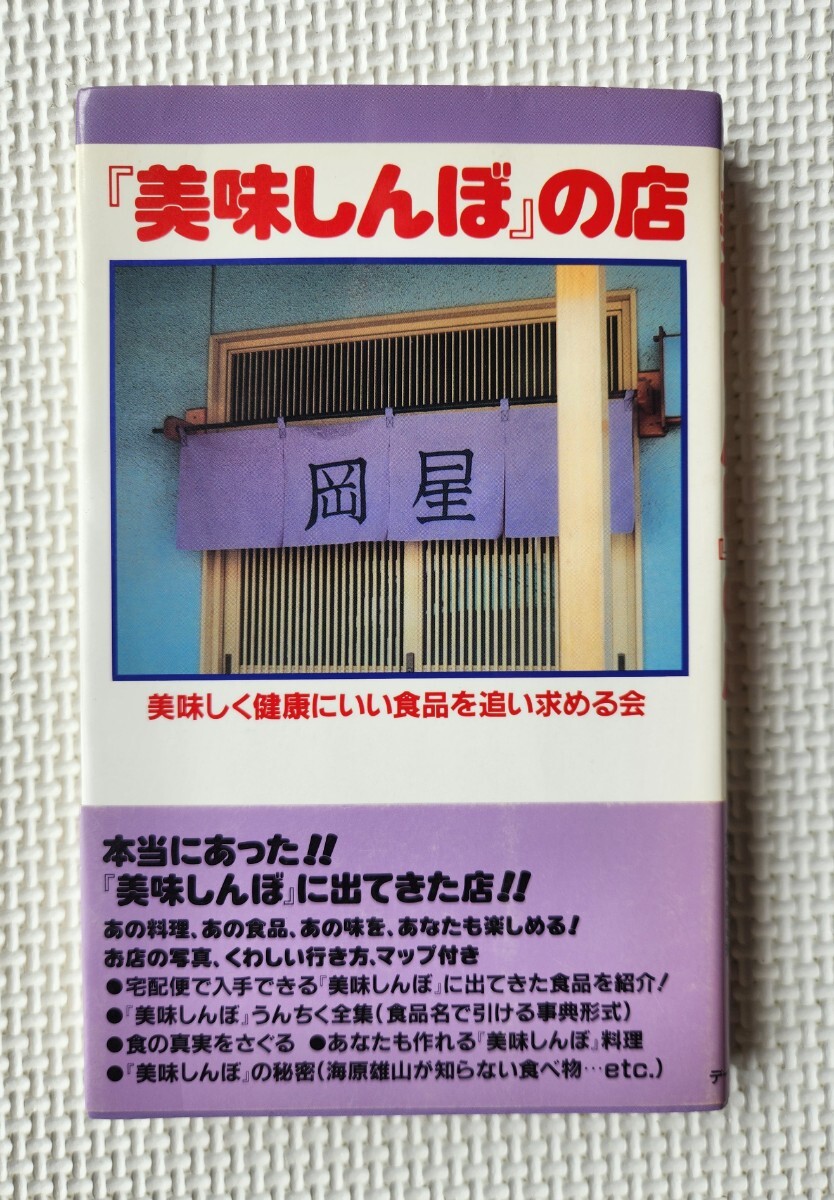 『美味しんぼ』の店
岡星
美味しく健康にいい食品を追い求める会
本当にあった!!
『美味しんぼ』に出てきた店!!
あの料理、あの食品、あの味を、あなたも楽しめる!
お店の写真、くわしい行き方、マップ付き
●宅配便で入手できる『美味しんぼ』に出てきた食品を紹介!
●『美味しんぼ』うんちく全集(食品名で引ける事典形式)
●食の真実をさぐる ●あなたも作れる『美味しんぼ』料理
●『美味しんぼ』の秘密(海原雄山が知らない食べ物…etc.)